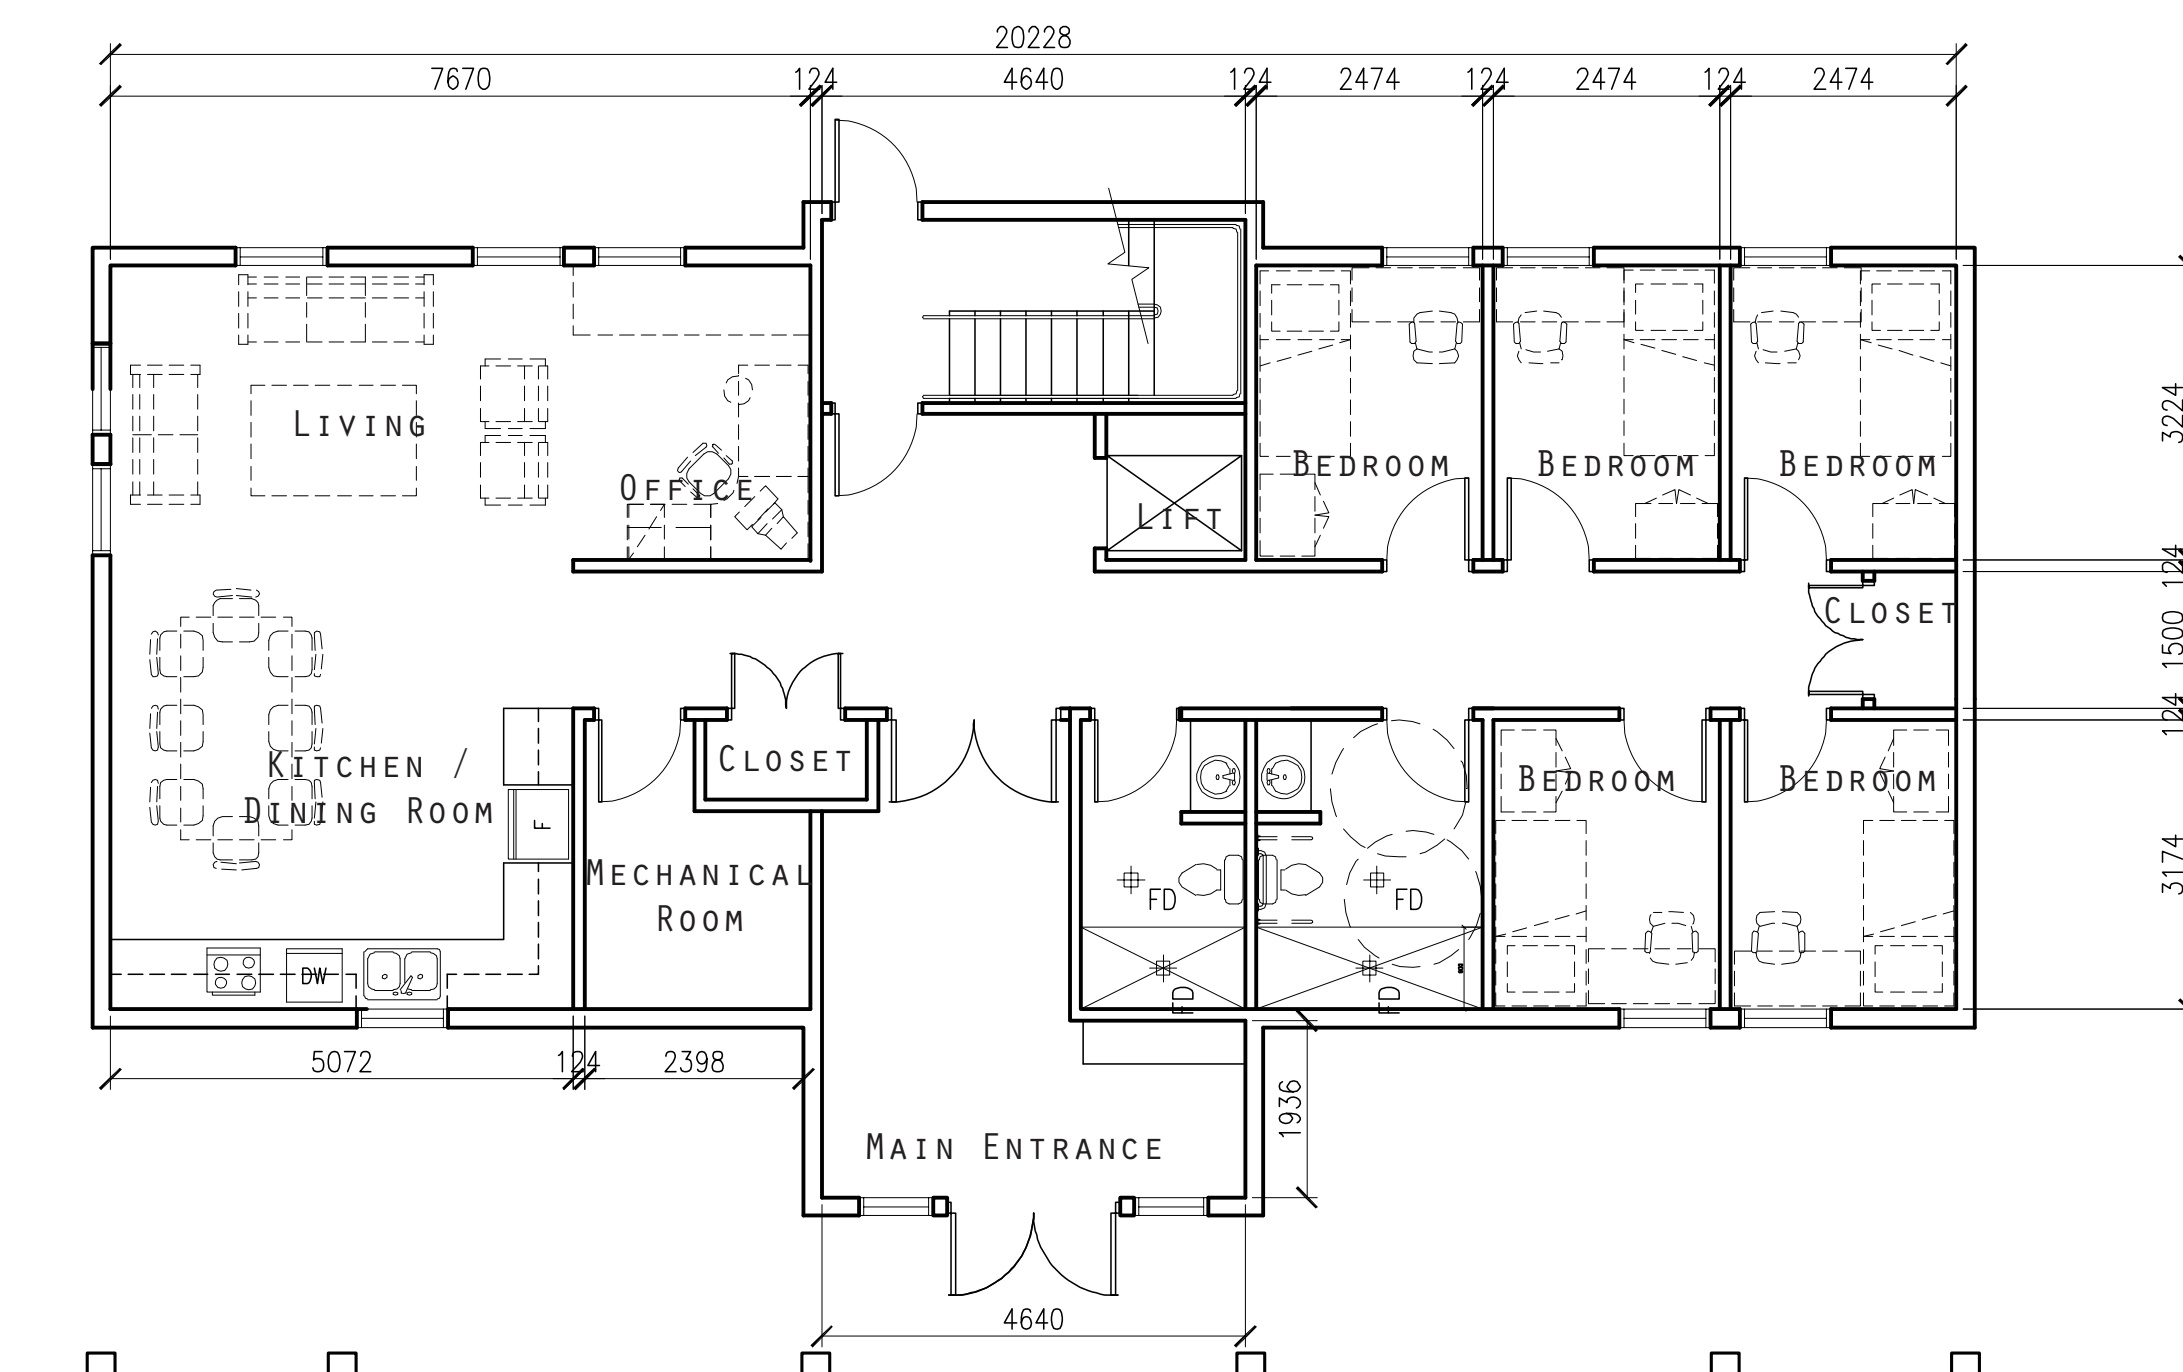 20228
7670 124 4640 124 2474 124 2474 124 2474
LIVING
OFFICE
LIFT
BEDROOM BEDROOM BEDROOM
3224
124
CLOSET
1500
124
CLOSET
KITCHEN /
DINING ROOM
F
BEDROOM BEDROOM
MECHANICAL
ROOM
FD FD
3174
DW
FD FD
5072 124 2398
1936
MAIN ENTRANCE
4640